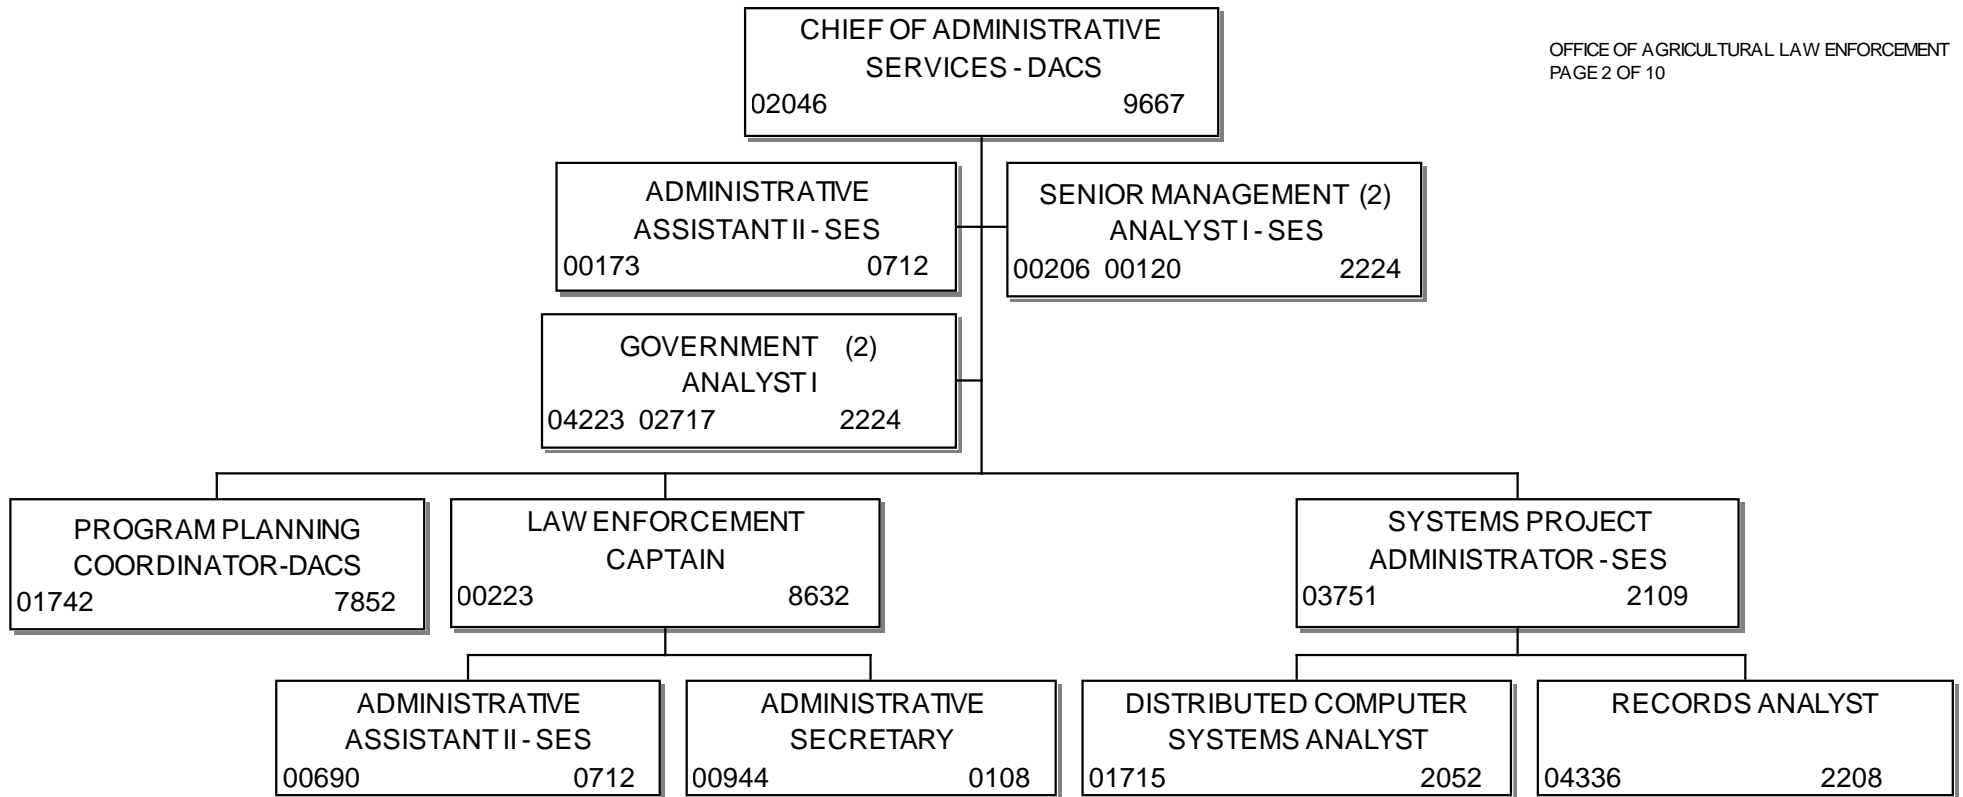 CHIEF OF ADMINISTRATIVE
SERVICES - DACS
02046 9667
OFFICE OF AGRICULTURAL LAW ENFORCEMENT
PAGE 2 OF 10
ADMINISTRATIVE
ASSISTANT II - SES
00173 0712
SENIOR MANAGEMENT (2)
ANALYST I - SES
00206 00120 2224
GOVERNMENT (2)
ANALYST I
04223 02717 2224
PROGRAM PLANNING
COORDINATOR-DACS
01742 7852
LAW ENFORCEMENT
CAPTAIN
00223 8632
SYSTEMS PROJECT
ADMINISTRATOR - SES
03751 2109
ADMINISTRATIVE
ASSISTANT II - SES
00690 0712
ADMINISTRATIVE
SECRETARY
00944 0108
DISTRIBUTED COMPUTER
SYSTEMS ANALYST
01715 2052
RECORDS ANALYST
04336 2208